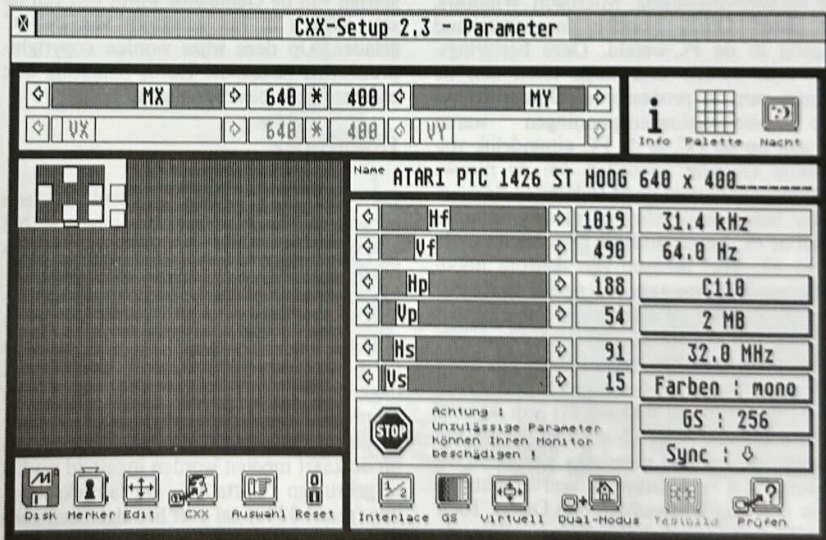 CXX-Setup 2.3 - Parameter
MX 640 * 400 MY
VX 640 * 400 VY
Info Palette Nacht
Name ATARI PTC 1426 ST HOOG 640 x 400_______
Hf 1019 31.4 kHz
Vf 490 64.0 Hz
Hp 188 C110
Vp 54 2 MB
Hs 91 32.0 MHz
Vs 15 Farben : mono
STOP
Achtung :
Unzulässige Parameter
können Ihren Monitor
beschädigen !
GS : 256
Sync :
Disk Merker Edit CXX Auswahl Reset
Interlace GS Virtuell Dual-Modus Testbild Prüfen